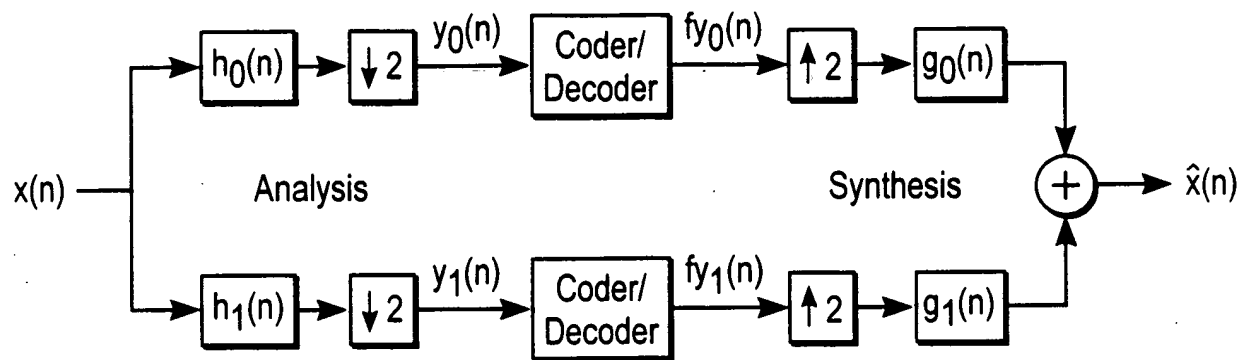 x(n)
h0(n)
↓ 2
y0(n)
Coder/
Decoder
fy0(n)
↑ 2
g0(n)
Analysis
Synthesis
+
x̂(n)
h1(n)
↓ 2
y1(n)
Coder/
Decoder
fy1(n)
↑ 2
g1(n)